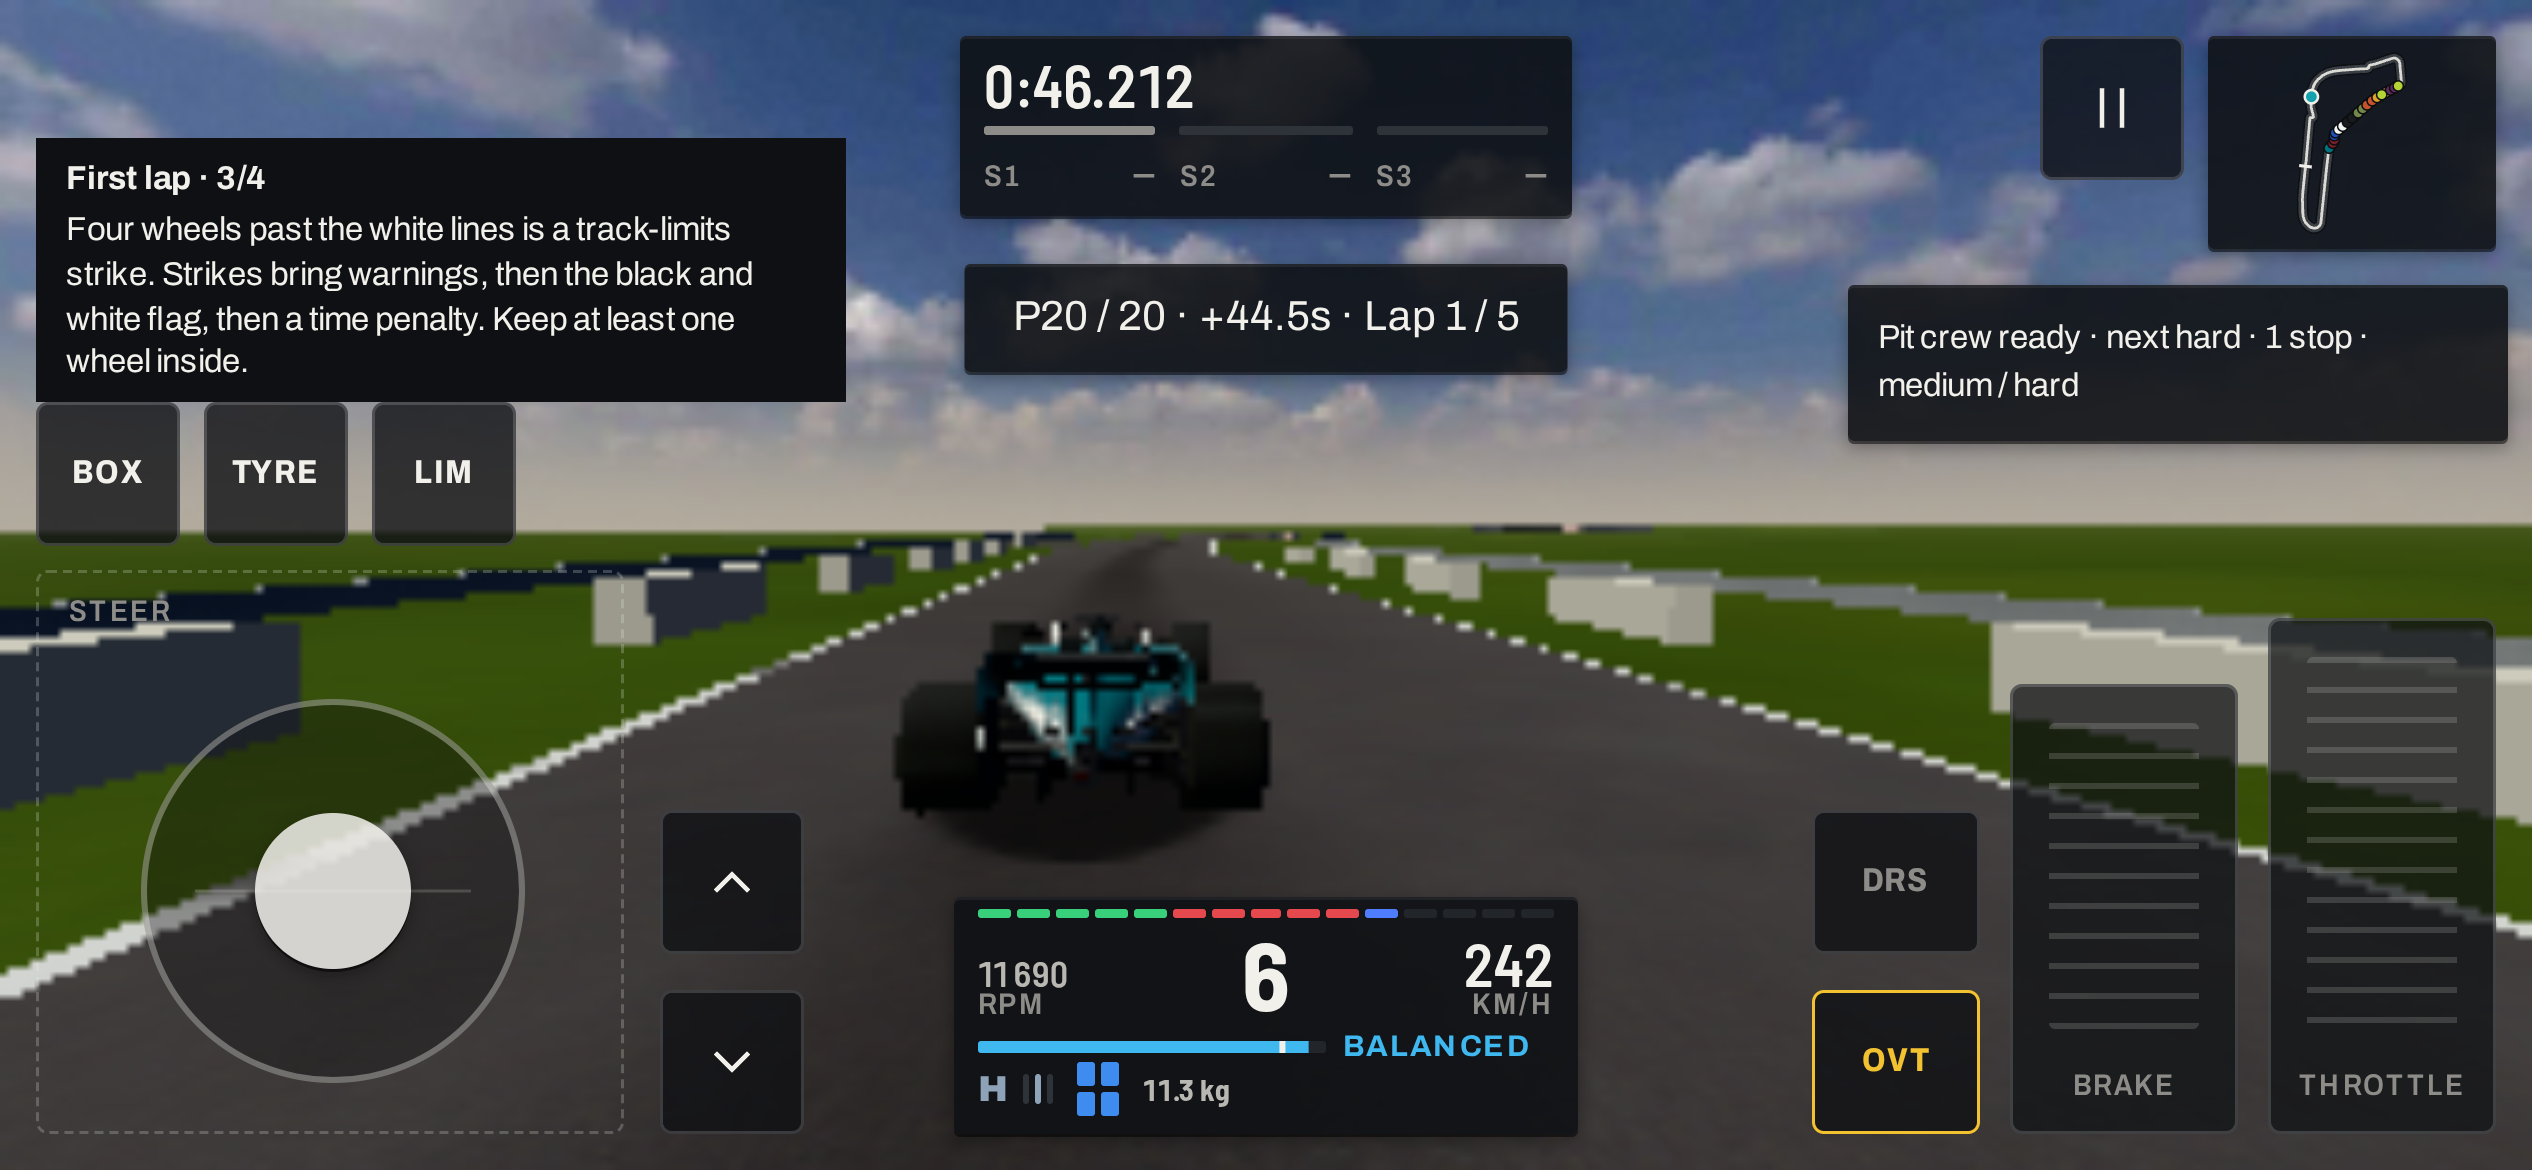 0:46.212
S1 – S2 – S3 –
First lap · 3/4
Four wheels past the white lines is a track-limits
strike. Strikes bring warnings, then the black and
white flag, then a time penalty. Keep at least one
wheel inside.
P20 / 20 · +44.5s · Lap 1 / 5
Pit crew ready · next hard · 1 stop ·
medium / hard
BOX TYRE LIM
STEER
DRS
OVT
BRAKE
THROTTLE
11690
RPM
6
242
KM/H
BALANCED
H
11.3 kg